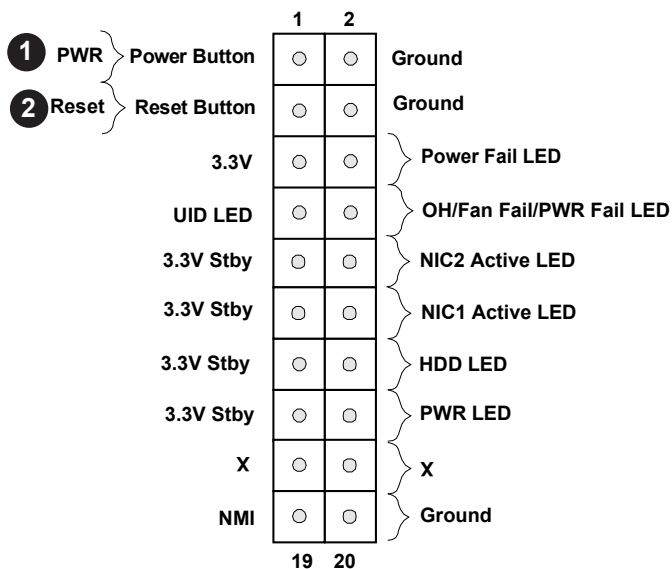 1 2
1 PWR Power Button Ground
2 Reset Reset Button Ground
3.3V Power Fail LED
UID LED OH/Fan Fail/PWR Fail LED
3.3V Stby NIC2 Active LED
3.3V Stby NIC1 Active LED
3.3V Stby HDD LED
3.3V Stby PWR LED
X X
NMI Ground
19 20